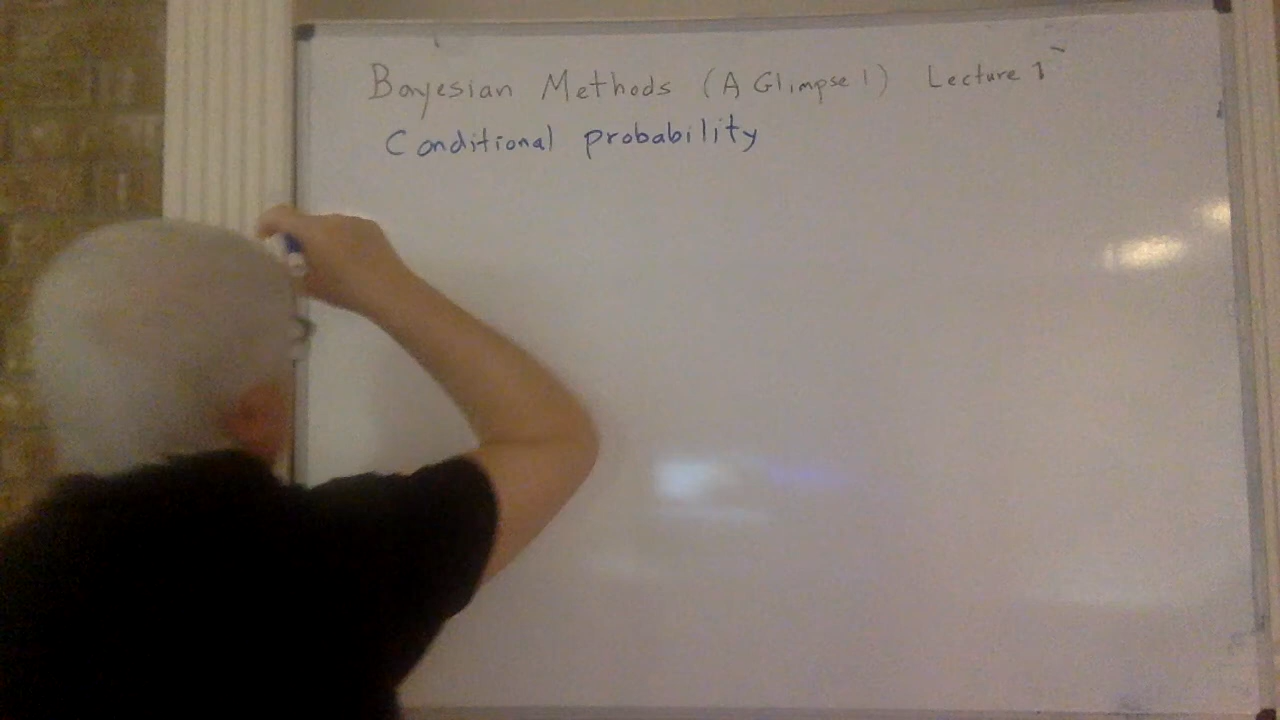 Bayesian Methods (A Glimpse!) Lecture 1
Conditional probability